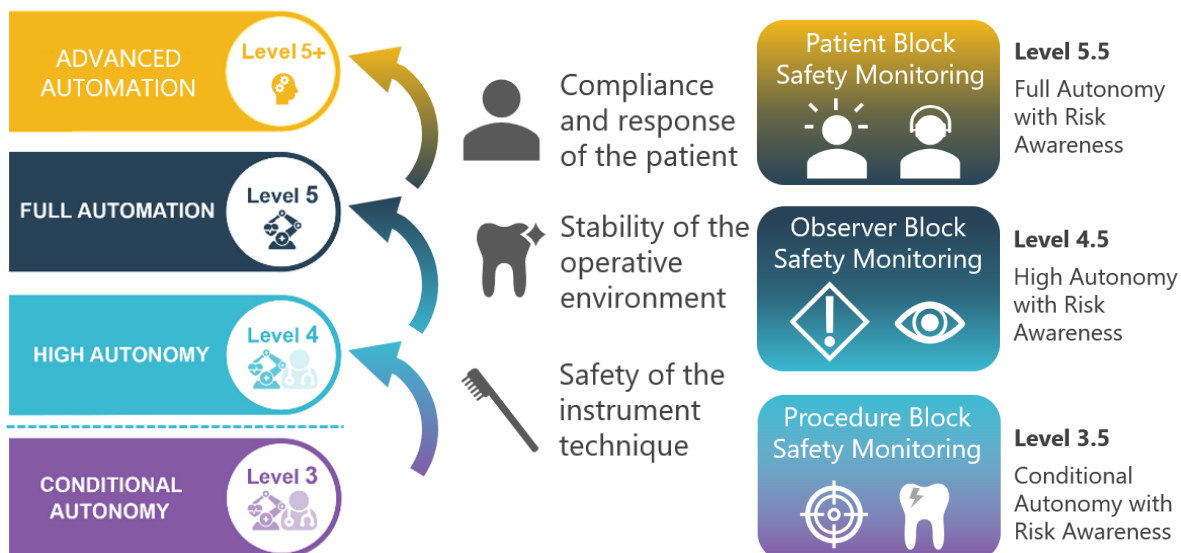 ADVANCED
AUTOMATION
Level 5+
FULL AUTOMATION
Level 5
HIGH AUTONOMY
Level 4
CONDITIONAL
AUTONOMY
Level 3
Compliance
and response
of the patient
Stability of the
operative
environment
Safety of the
instrument
technique
Patient Block
Safety Monitoring
Level 5.5
Full Autonomy
with Risk
Awareness
Observer Block
Safety Monitoring
Level 4.5
High Autonomy
with Risk
Awareness
Procedure Block
Safety Monitoring
Level 3.5
Conditional
Autonomy with
Risk Awareness